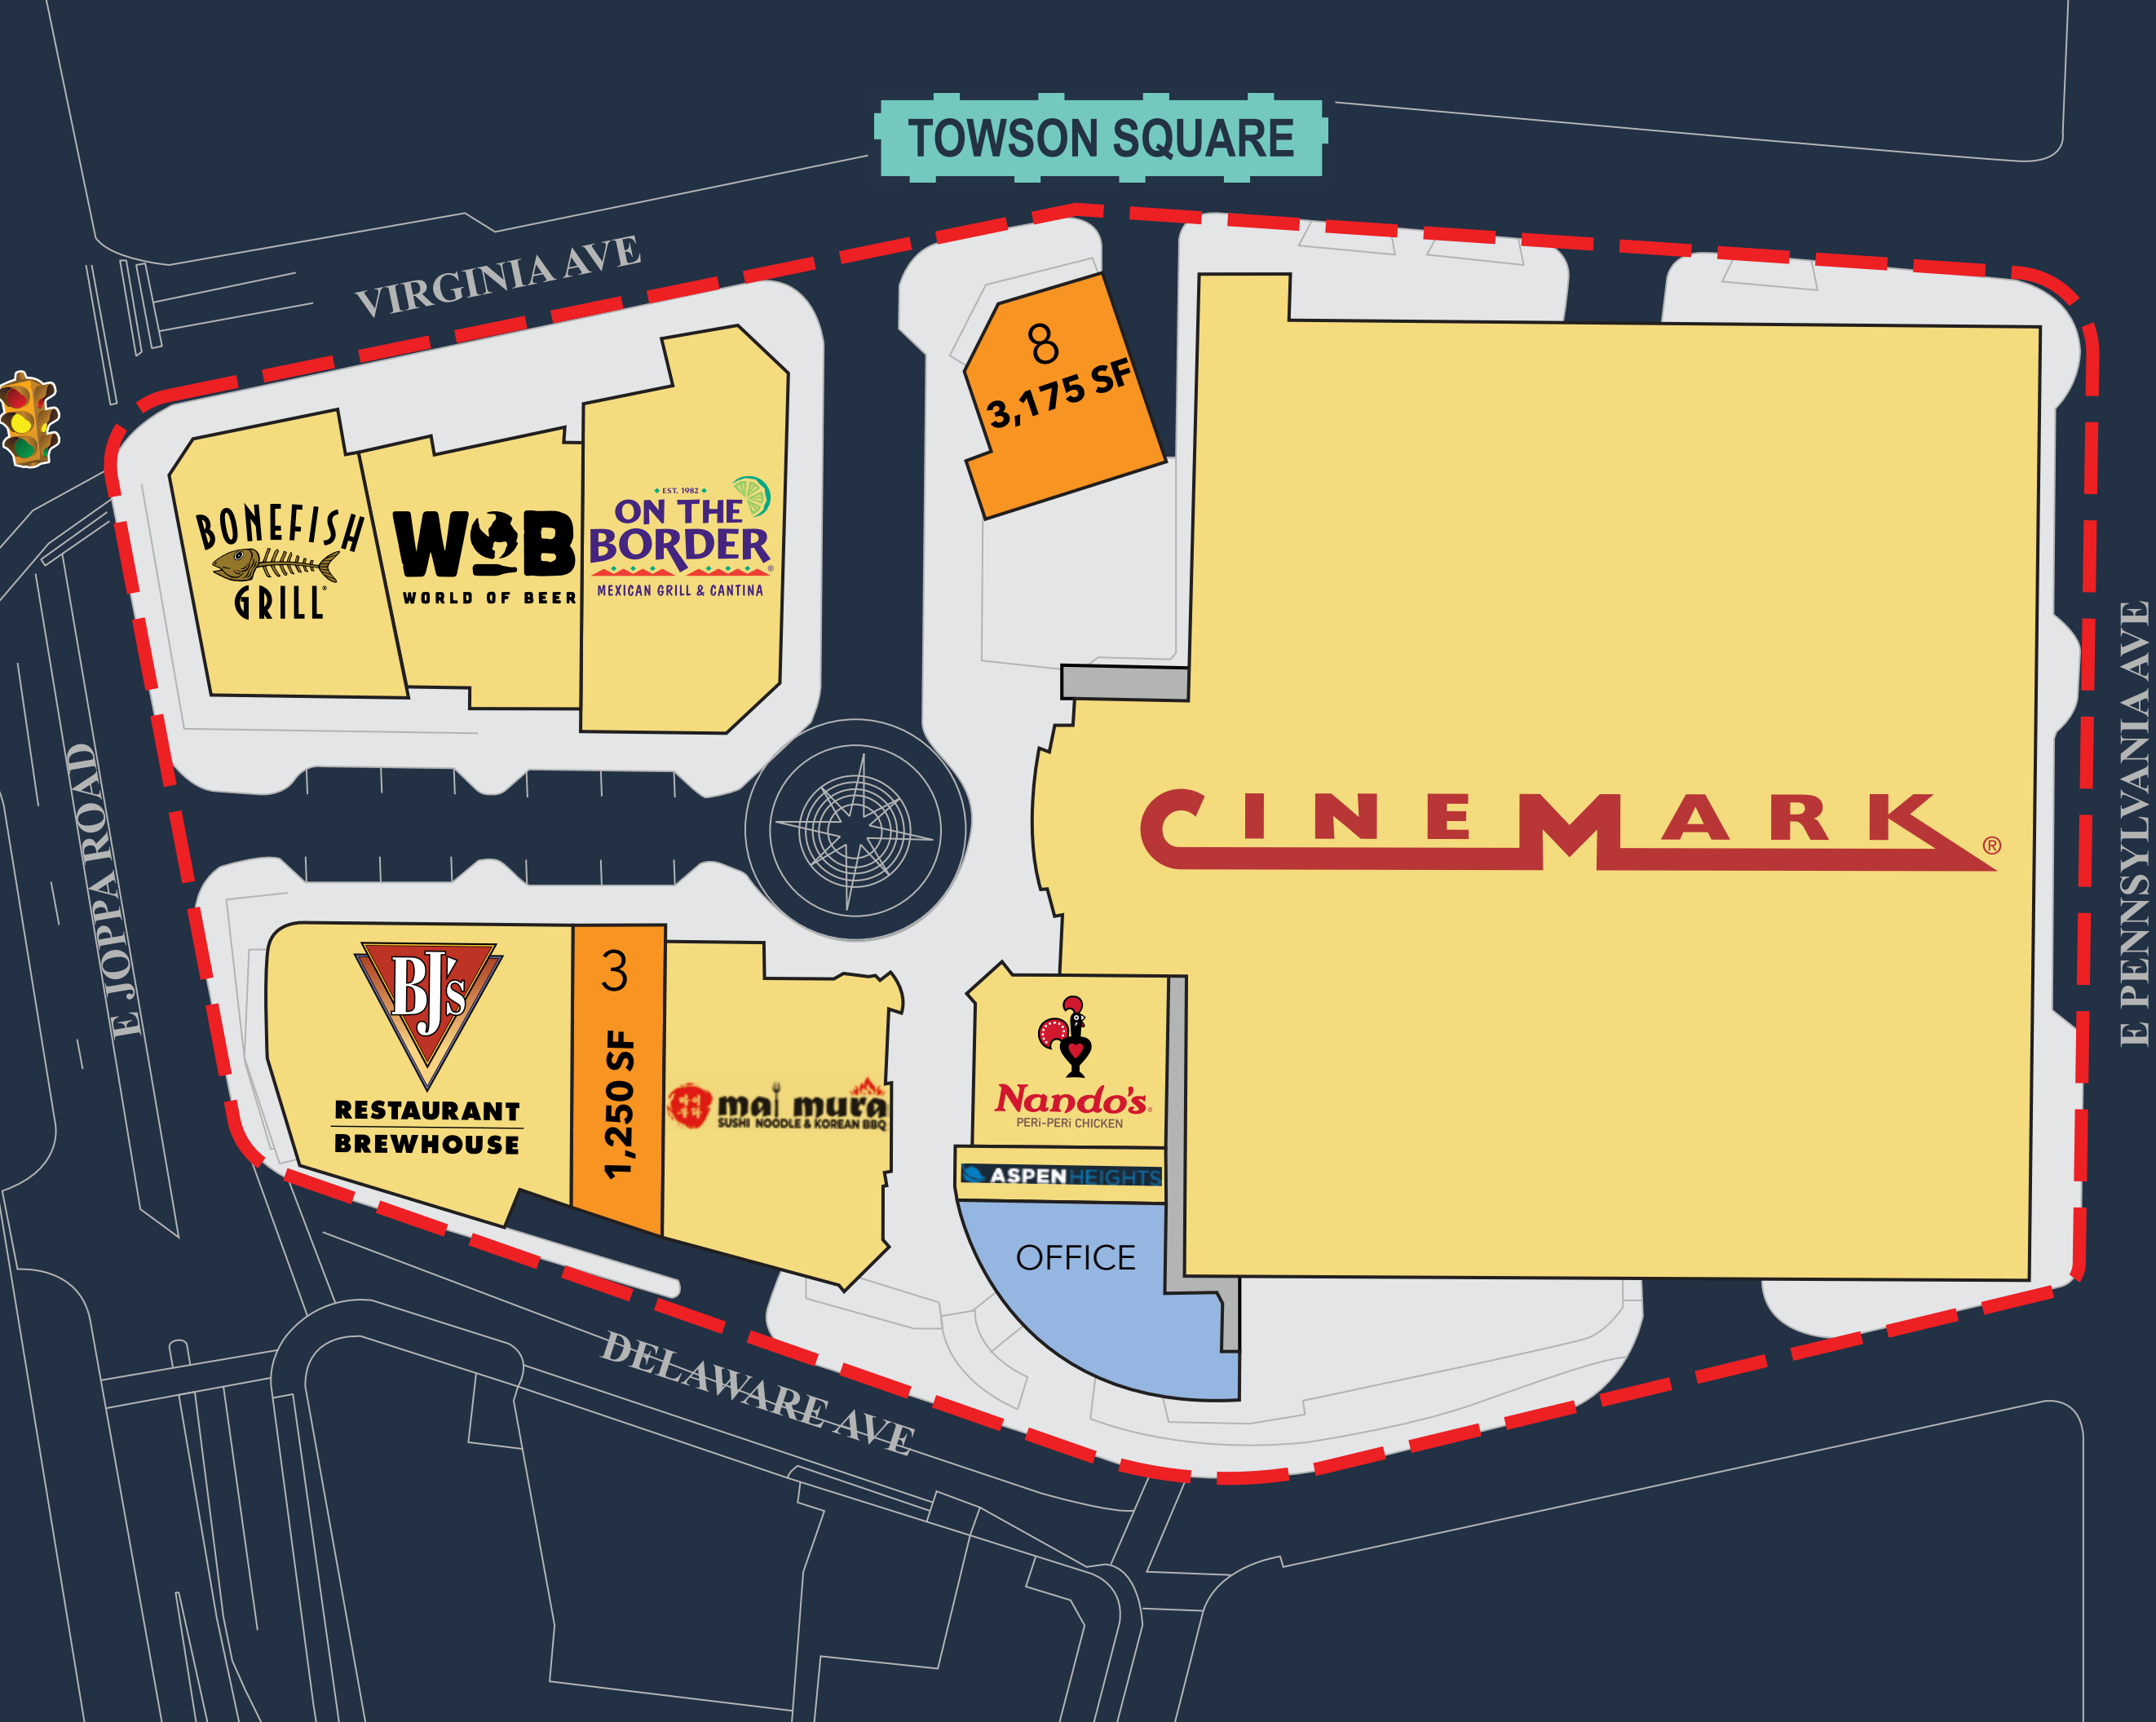 TOWSON SQUARE
VIRGINIA AVE
8
3,175 SF
BONEFISH
GRILL
WOB
WORLD OF BEER
EST. 1982
ON THE
BORDER®
MEXICAN GRILL & CANTINA
E JOPPA ROAD
CINEMARK®
E PENNSYLVANIA AVE
BJ's
RESTAURANT
BREWHOUSE
3
1,250 SF
mai mura
SUSHI NOODLE & KOREAN BBQ
Nando's
PERi-PERi CHICKEN
ASPENHEIGHTS
OFFICE
DELAWARE AVE